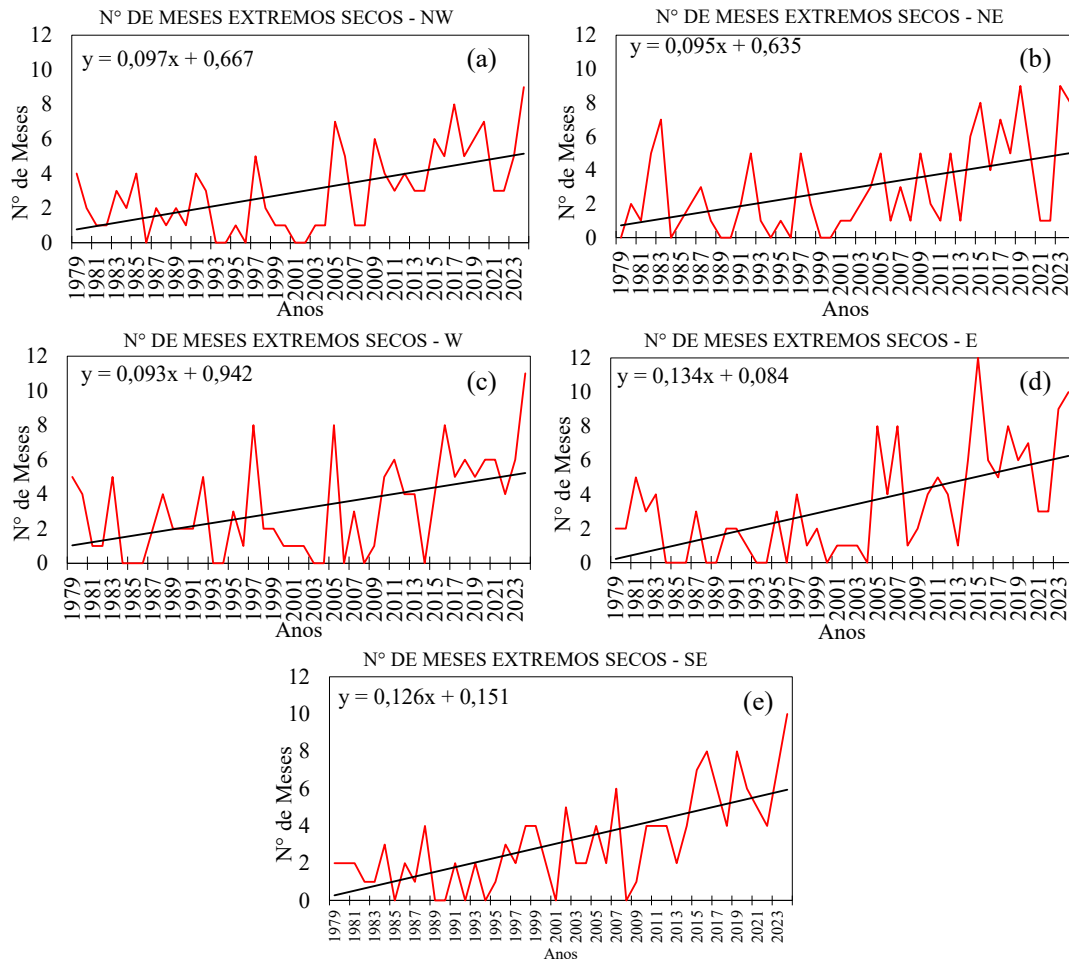 N° DE MESES EXTREMOS SECOS - NW
12
10
8
6
4
2
0
N° de Meses
y = 0,097x + 0,667
(a)
1979 1981 1983 1985 1987 1989 1991 1993 1995 1997 1999 2001 2003 2005 2007 2009 2011 2013 2015 2017 2019 2021 2023
Anos
N° DE MESES EXTREMOS SECOS - NE
12
10
8
6
4
2
0
N° de Meses
y = 0,095x + 0,635
(b)
1979 1981 1983 1985 1987 1989 1991 1993 1995 1997 1999 2001 2003 2005 2007 2009 2011 2013 2015 2017 2019 2021 2023
Anos
N° DE MESES EXTREMOS SECOS - W
12
10
8
6
4
2
0
N° de Meses
y = 0,093x + 0,942
(c)
1979 1981 1983 1985 1987 1989 1991 1993 1995 1997 1999 2001 2003 2005 2007 2009 2011 2013 2015 2017 2019 2021 2023
Anos
N° DE MESES EXTREMOS SECOS - E
12
10
8
6
4
2
0
N° de Meses
y = 0,134x + 0,084
(d)
1979 1981 1983 1985 1987 1989 1991 1993 1995 1997 1999 2001 2003 2005 2007 2009 2011 2013 2015 2017 2019 2021 2023
Anos
N° DE MESES EXTREMOS SECOS - SE
12
10
8
6
4
2
0
N° de Meses
y = 0,126x + 0,151
(e)
1979 1981 1983 1985 1987 1989 1991 1993 1995 1997 1999 2001 2003 2005 2007 2009 2011 2013 2015 2017 2019 2021 2023
Anos